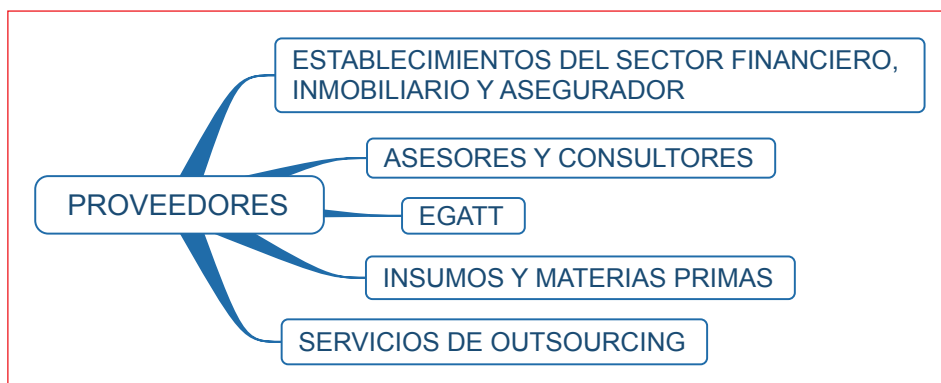 ESTABLECIMIENTOS DEL SECTOR FINANCIERO,
INMOBILIARIO Y ASEGURADOR
ASESORES Y CONSULTORES
PROVEEDORES
EGATT
INSUMOS Y MATERIAS PRIMAS
SERVICIOS DE OUTSOURCING